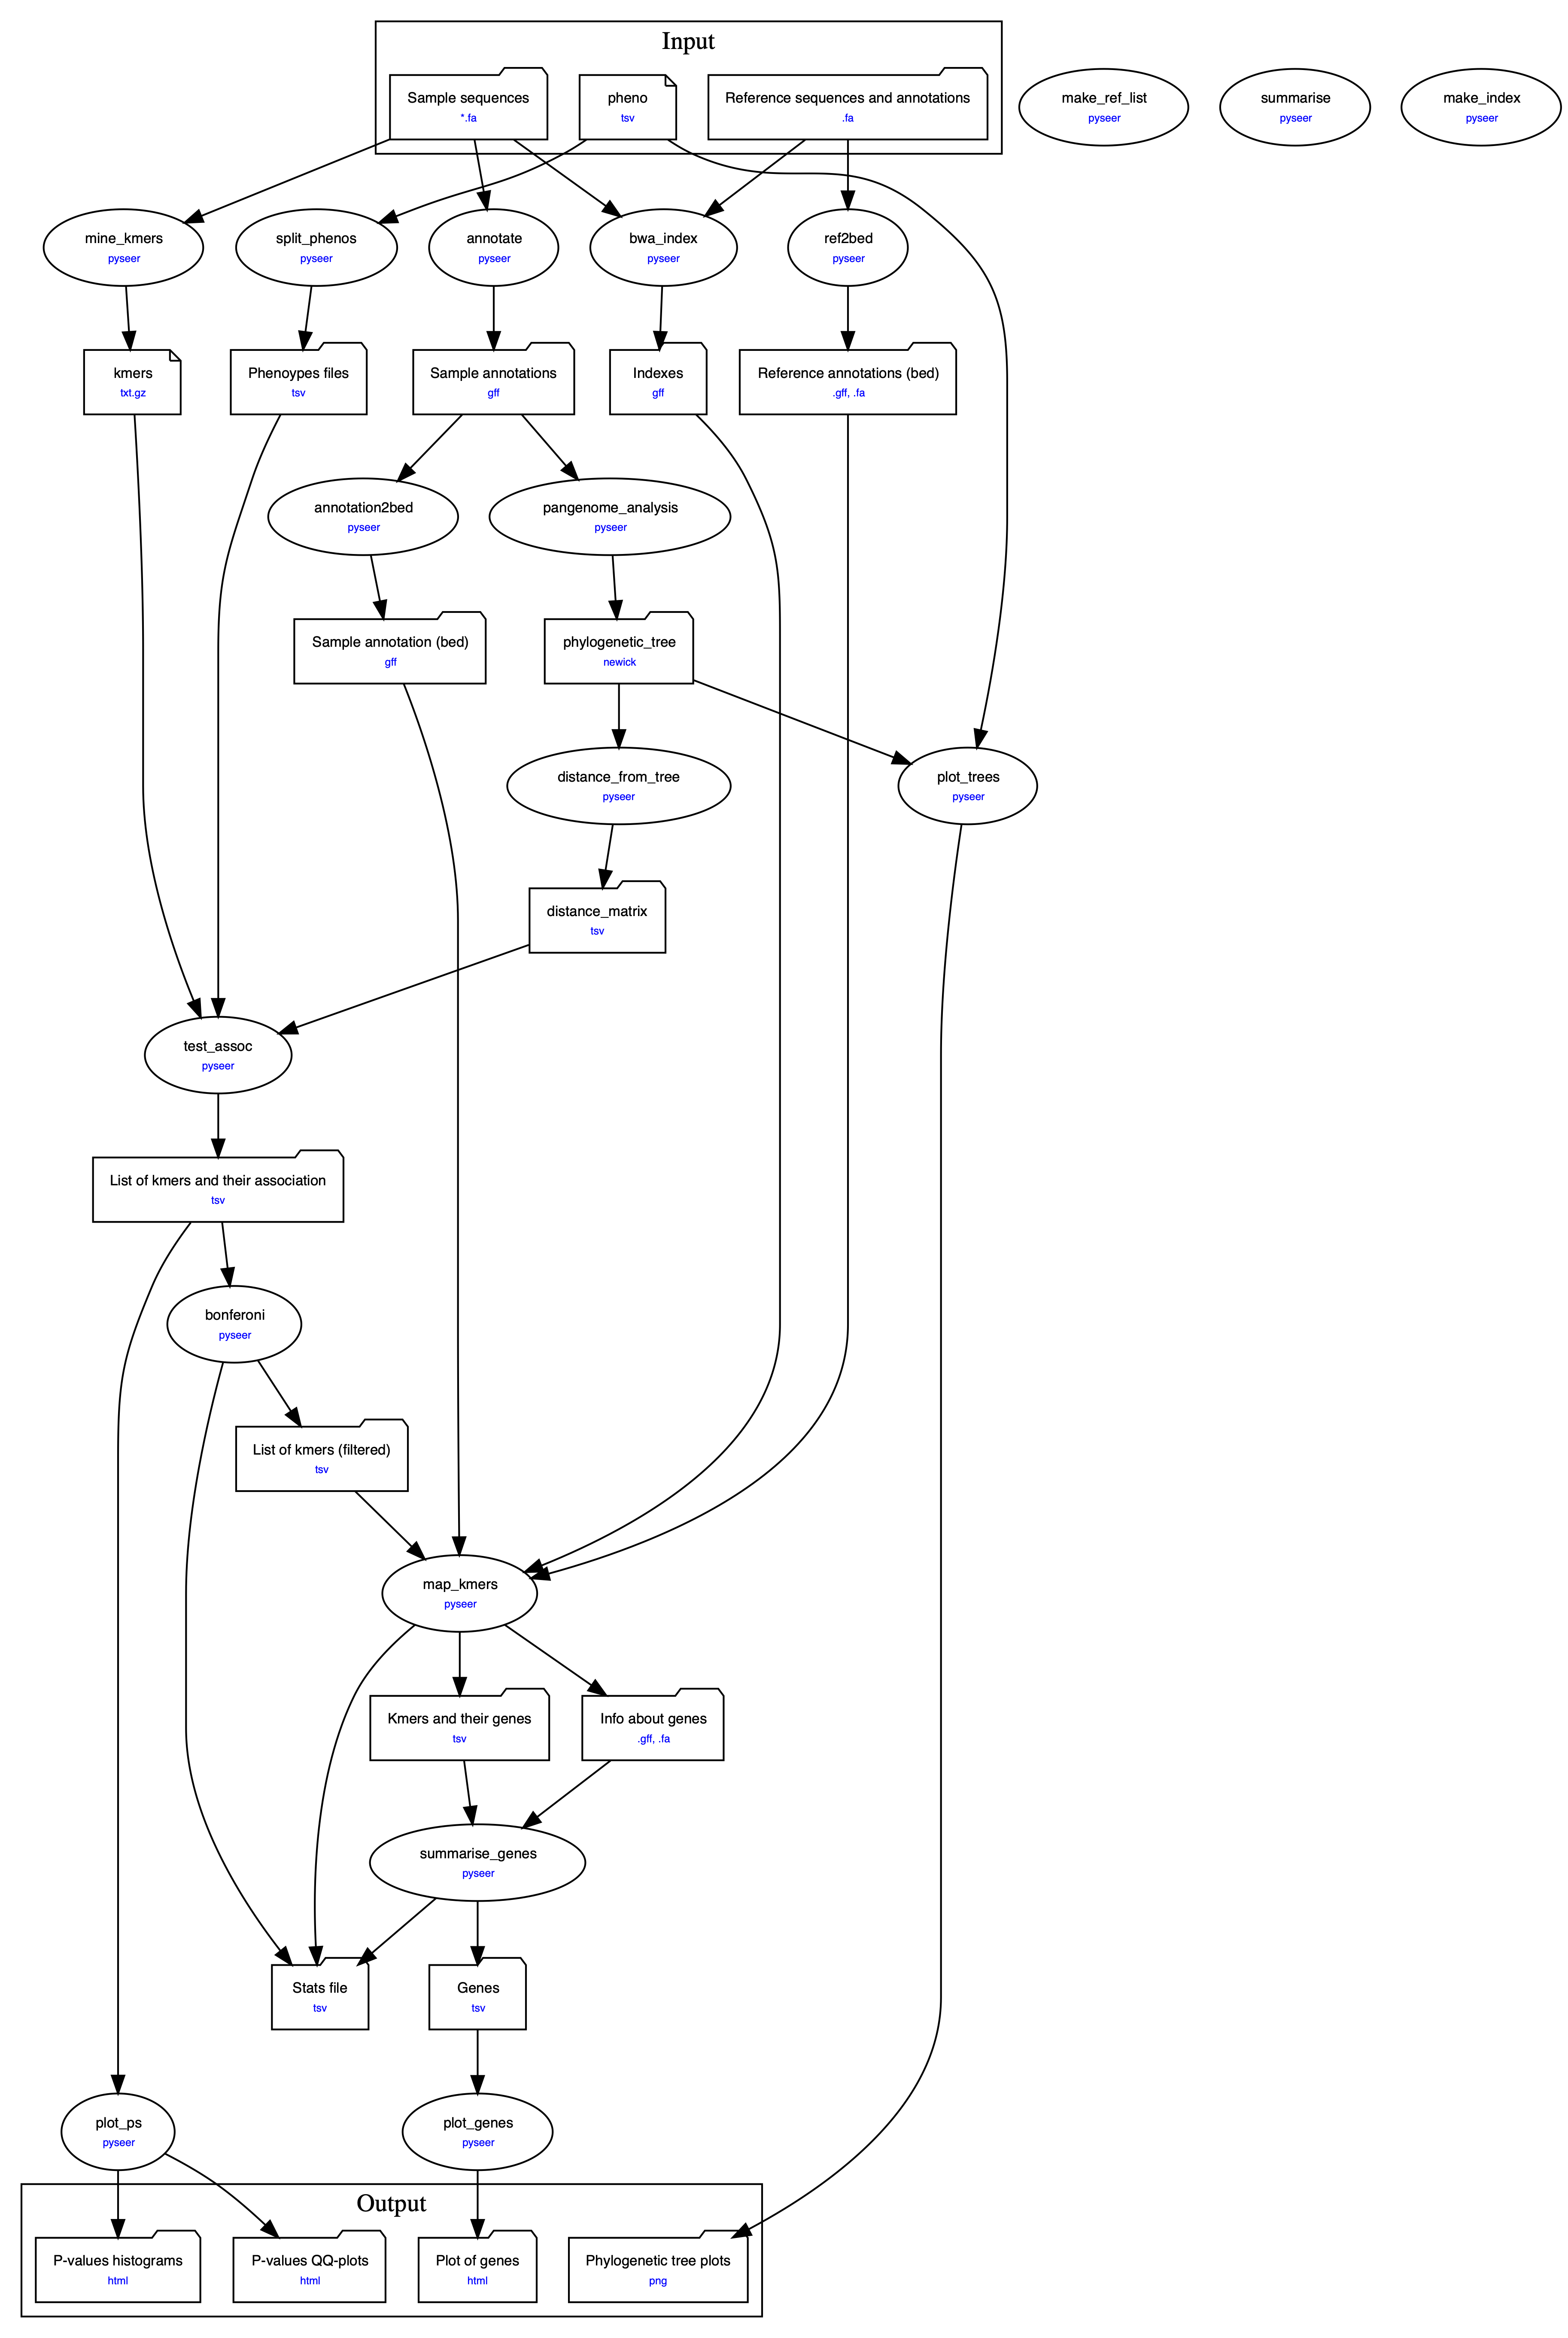 Input
Sample sequences
*.fa
pheno
tsv
Reference sequences and annotations
.fa
make_ref_list
pyseer
summarise
pyseer
make_index
pyseer
mine_kmers
pyseer
split_phenos
pyseer
annotate
pyseer
bwa_index
pyseer
ref2bed
pyseer
kmers
txt.gz
Phenoypes files
tsv
Sample annotations
gff
Indexes
gff
Reference annotations (bed)
.gff, .fa
annotation2bed
pyseer
pangenome_analysis
pyseer
Sample annotation (bed)
gff
phylogenetic_tree
newick
distance_from_tree
pyseer
plot_trees
pyseer
distance_matrix
tsv
test_assoc
pyseer
List of kmers and their association
tsv
bonferoni
pyseer
List of kmers (filtered)
tsv
map_kmers
pyseer
Kmers and their genes
tsv
Info about genes
.gff, .fa
summarise_genes
pyseer
Stats file
tsv
Genes
tsv
plot_ps
pyseer
plot_genes
pyseer
Output
P-values histograms
html
P-values QQ-plots
html
Plot of genes
html
Phylogenetic tree plots
png